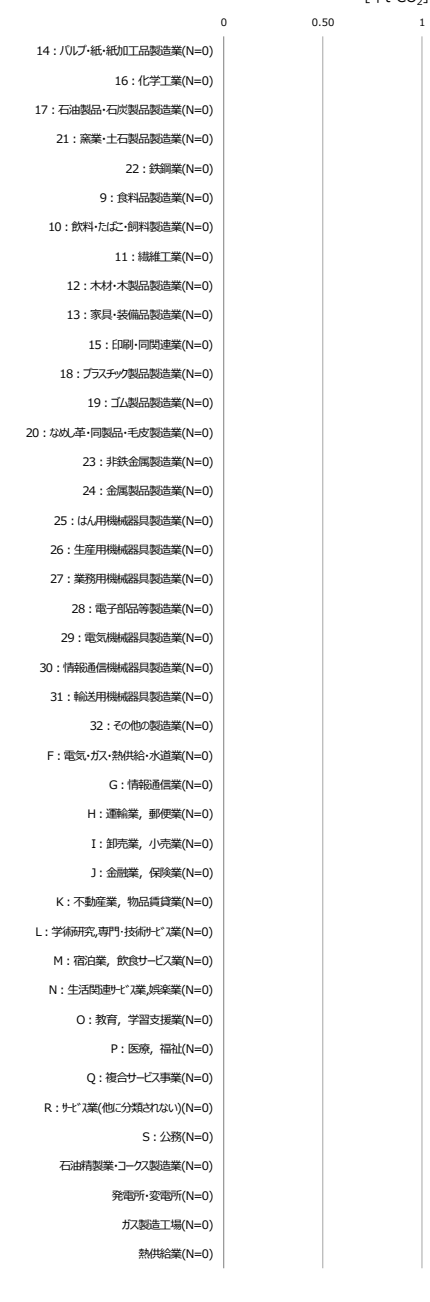 [千t-CO2]
0 0.50 1
14：パルプ･紙･紙加工品製造業(N=0)
16：化学工業(N=0)
17：石油製品･石炭製品製造業(N=0)
21：窯業･土石製品製造業(N=0)
22：鉄鋼業(N=0)
9：食料品製造業(N=0)
10：飲料･たばこ･飼料製造業(N=0)
11：繊維工業(N=0)
12：木材･木製品製造業(N=0)
13：家具･装備品製造業(N=0)
15：印刷･同関連業(N=0)
18：プラスチック製品製造業(N=0)
19：ゴム製品製造業(N=0)
20：なめし革･同製品･毛皮製造業(N=0)
23：非鉄金属製造業(N=0)
24：金属製品製造業(N=0)
25：はん用機械器具製造業(N=0)
26：生産用機械器具製造業(N=0)
27：業務用機械器具製造業(N=0)
28：電子部品等製造業(N=0)
29：電気機械器具製造業(N=0)
30：情報通信機械器具製造業(N=0)
31：輸送用機械器具製造業(N=0)
32：その他の製造業(N=0)
F：電気･ガス･熱供給･水道業(N=0)
G：情報通信業(N=0)
H：運輸業，郵便業(N=0)
I：卸売業，小売業(N=0)
J：金融業，保険業(N=0)
K：不動産業，物品賃貸業(N=0)
L：学術研究,専門･技術ｻｰﾋﾞｽ業(N=0)
M：宿泊業，飲食サービス業(N=0)
N：生活関連ｻｰﾋﾞｽ業,娯楽業(N=0)
O：教育，学習支援業(N=0)
P：医療，福祉(N=0)
Q：複合サービス事業(N=0)
R：ｻｰﾋﾞｽ業(他に分類されない)(N=0)
S：公務(N=0)
石油精製業･コークス製造業(N=0)
発電所･変電所(N=0)
ガス製造工場(N=0)
熱供給業(N=0)